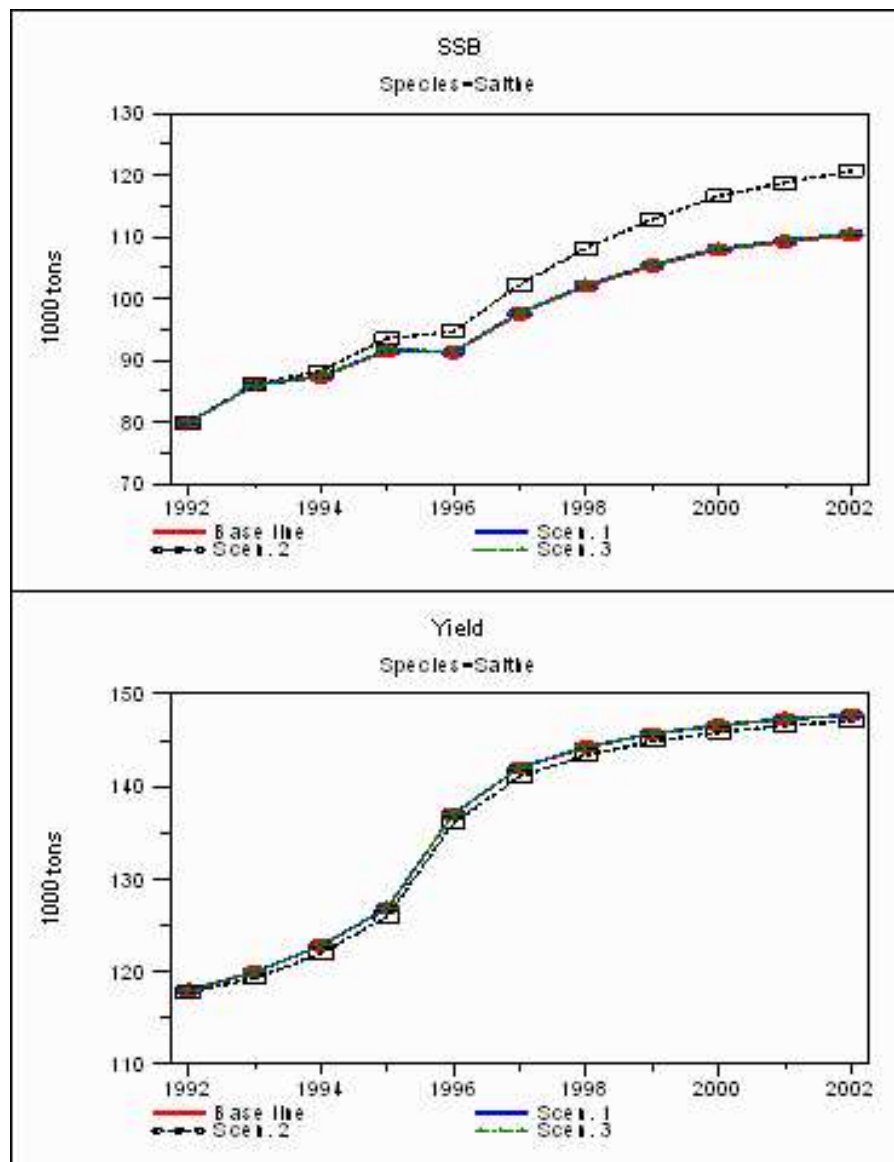 SSB
Species=Saithe
130
120
110
100
90
80
70
1000 tons
1992 1994 1996 1998 2000 2002
Base line Scen. 1
Scen. 2 Scen. 3
Yield
Species=Saithe
150
140
130
120
110
1000 tons
1992 1994 1996 1998 2000 2002
Base line Scen. 1
Scen. 2 Scen. 3